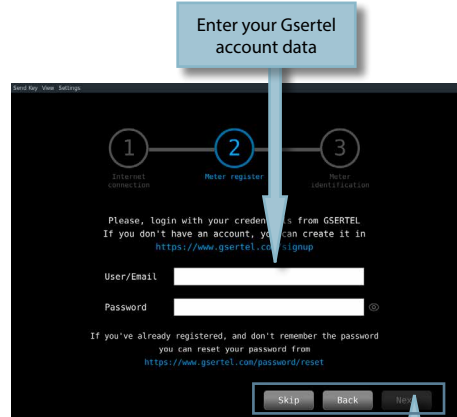 Enter your Gsertel
account data
Send Key View Settings
1
2
3
Internet
connection
Meter register
Meter
identification
Please, login with your credentials from GSERTEL
If you don't have an account, you can create it in
https://www.gsertel.com/signup
User/Email
Password
If you've already registered, and don't remember the password
you can reset your password from
https://www.gsertel.com/password/reset
Skip Back Next